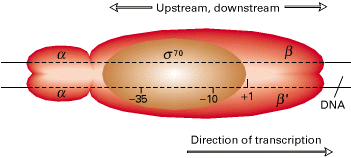 Upstream, downstream
α
σ70
β
-35
-10
+1
DNA
α
β'
Direction of transcription